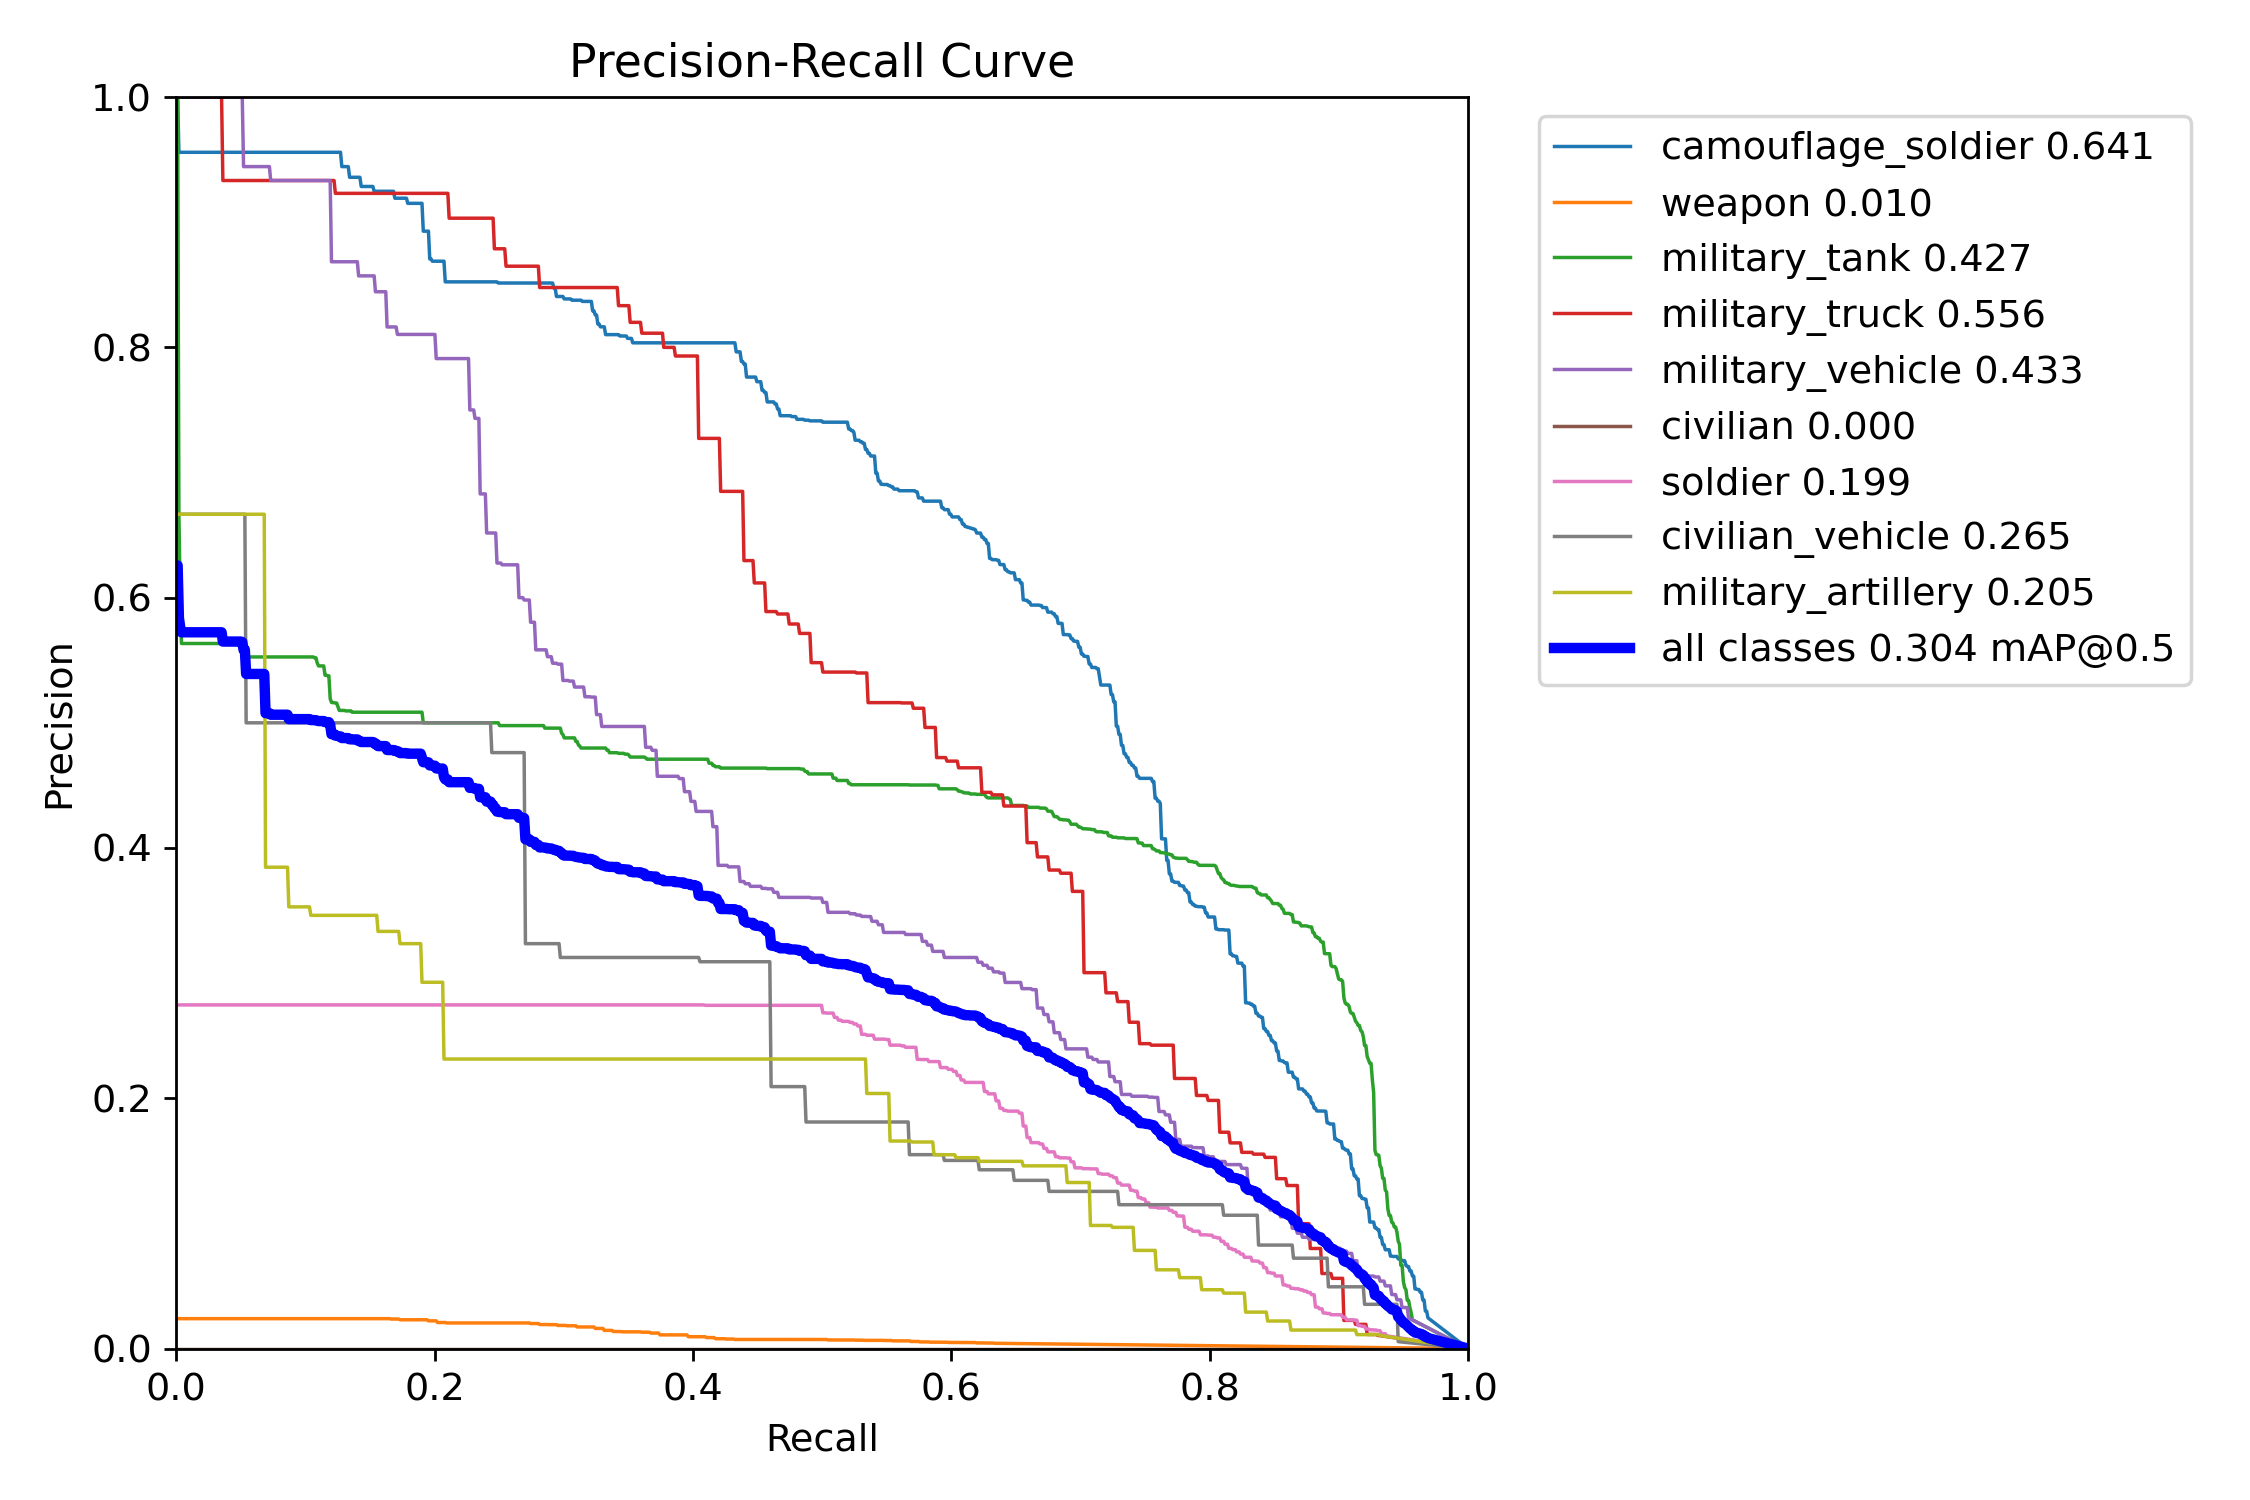 Precision-Recall Curve
1.0
0.8
0.6
0.4
0.2
0.0
Precision
0.0 0.2 0.4 0.6 0.8 1.0
Recall
camouflage_soldier 0.641
weapon 0.010
military_tank 0.427
military_truck 0.556
military_vehicle 0.433
civilian 0.000
soldier 0.199
civilian_vehicle 0.265
military_artillery 0.205
all classes 0.304 mAP@0.5